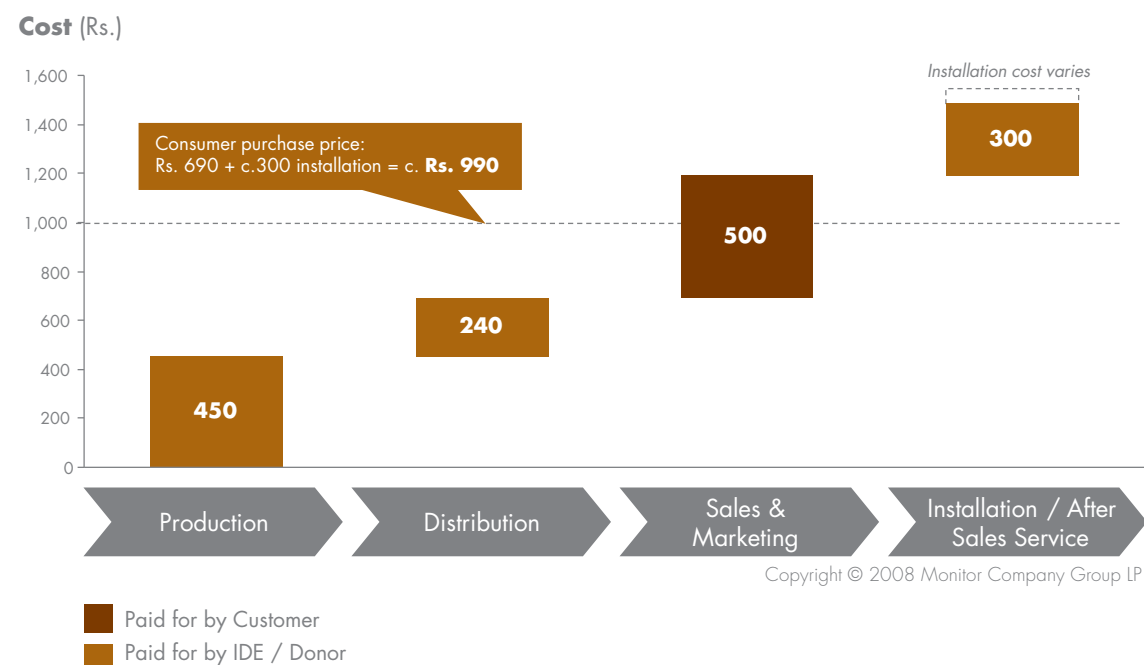 Cost (Rs.)
1,600
1,400
1,200
1,000
800
600
400
200
0
Consumer purchase price:
Rs. 690 + c.300 installation = c. Rs. 990
Installation cost varies
450
240
500
300
Production
Distribution
Sales &
Marketing
Installation / After
Sales Service
Copyright © 2008 Monitor Company Group LP
Paid for by Customer
Paid for by IDE / Donor